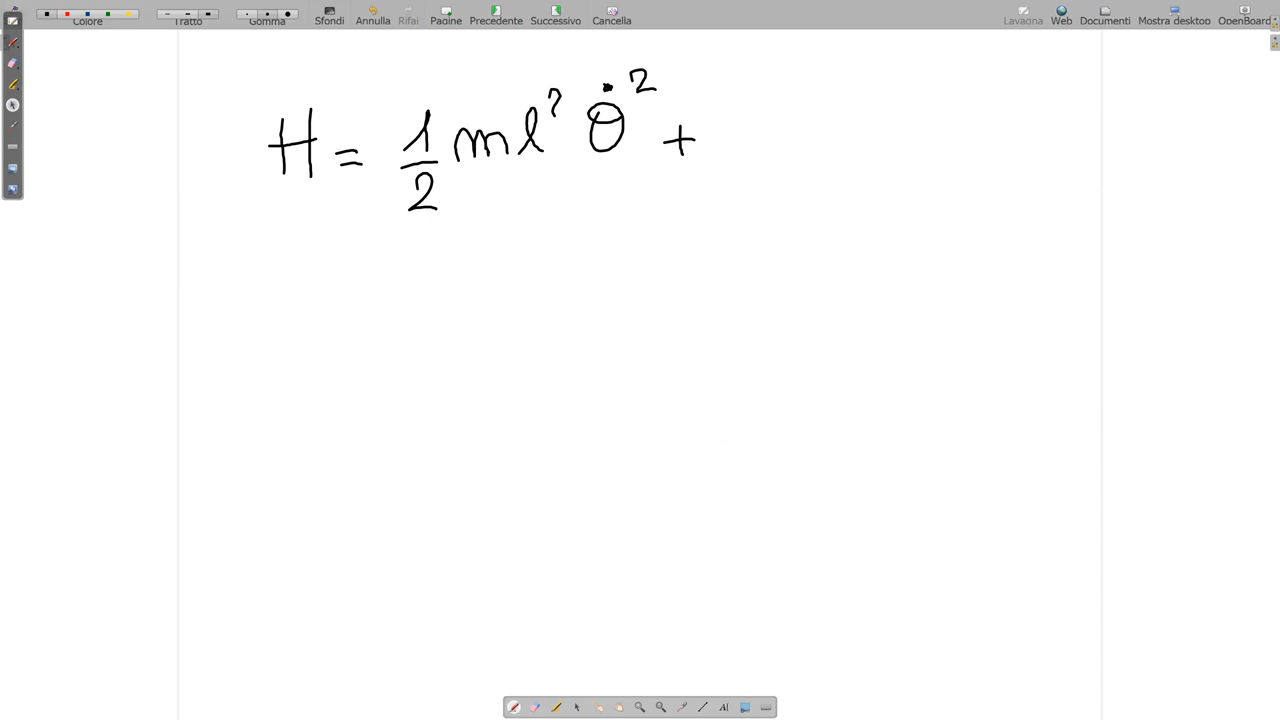 Colore Tratto Gomma Sfondi Annulla Rifai Pagine Precedente Successivo Cancella Lavagna Web Documenti Mostra desktop OpenBoard
H = 1/2 ml² θ̇² +